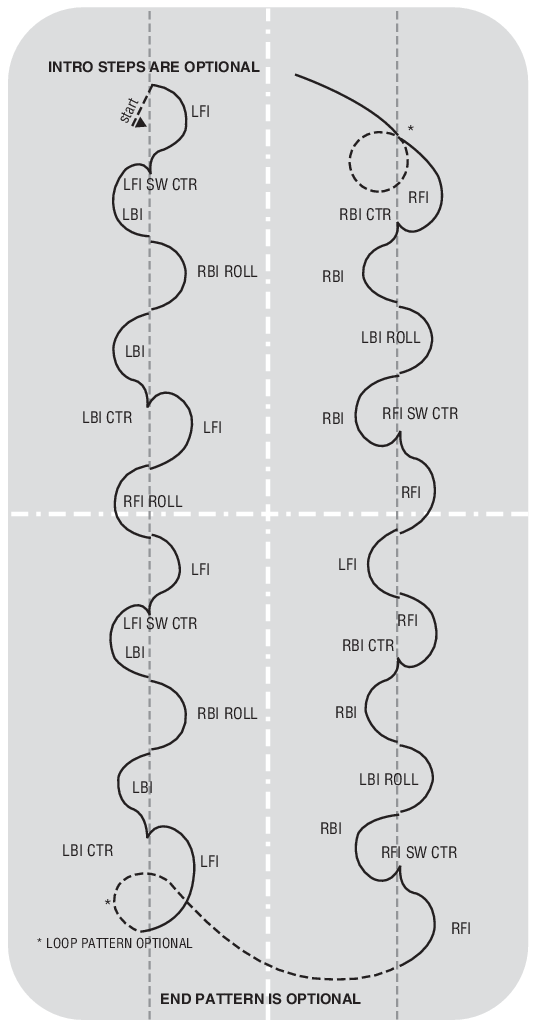 INTRO STEPS ARE OPTIONAL
start
LFI
LFI SW CTR
LBI
RBI ROLL
LBI
LBI CTR
LFI
RFI ROLL
LFI
LFI SW CTR
LBI
RBI ROLL
LBI
LBI CTR
LFI
*
* LOOP PATTERN OPTIONAL
*
RFI
RBI CTR
RBI
LBI ROLL
RBI
RFI SW CTR
RFI
LFI
RFI
RBI CTR
RBI
LBI ROLL
RBI
RFI SW CTR
RFI
END PATTERN IS OPTIONAL